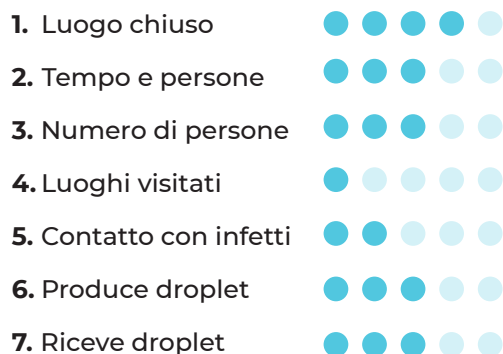 1. Luogo chiuso
2. Tempo e persone
3. Numero di persone
4. Luoghi visitati
5. Contatto con infetti
6. Produce droplet
7. Riceve droplet